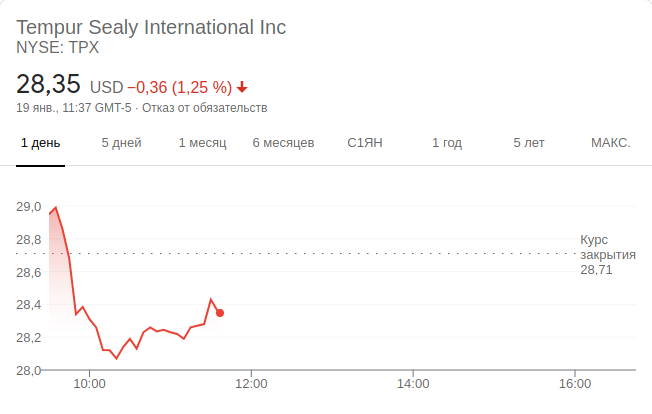 Tempur Sealy International Inc
NYSE: TPX
28,35 USD −0,36 (1,25 %)
19 янв., 11:37 GMT-5 · Отказ от обязательств
1 день 5 дней 1 месяц 6 месяцев С1ЯН 1 год 5 лет МАКС.
29,0
28,8
Курс
закрытия
28,71
28,6
28,4
28,2
28,0
10:00 12:00 14:00 16:00